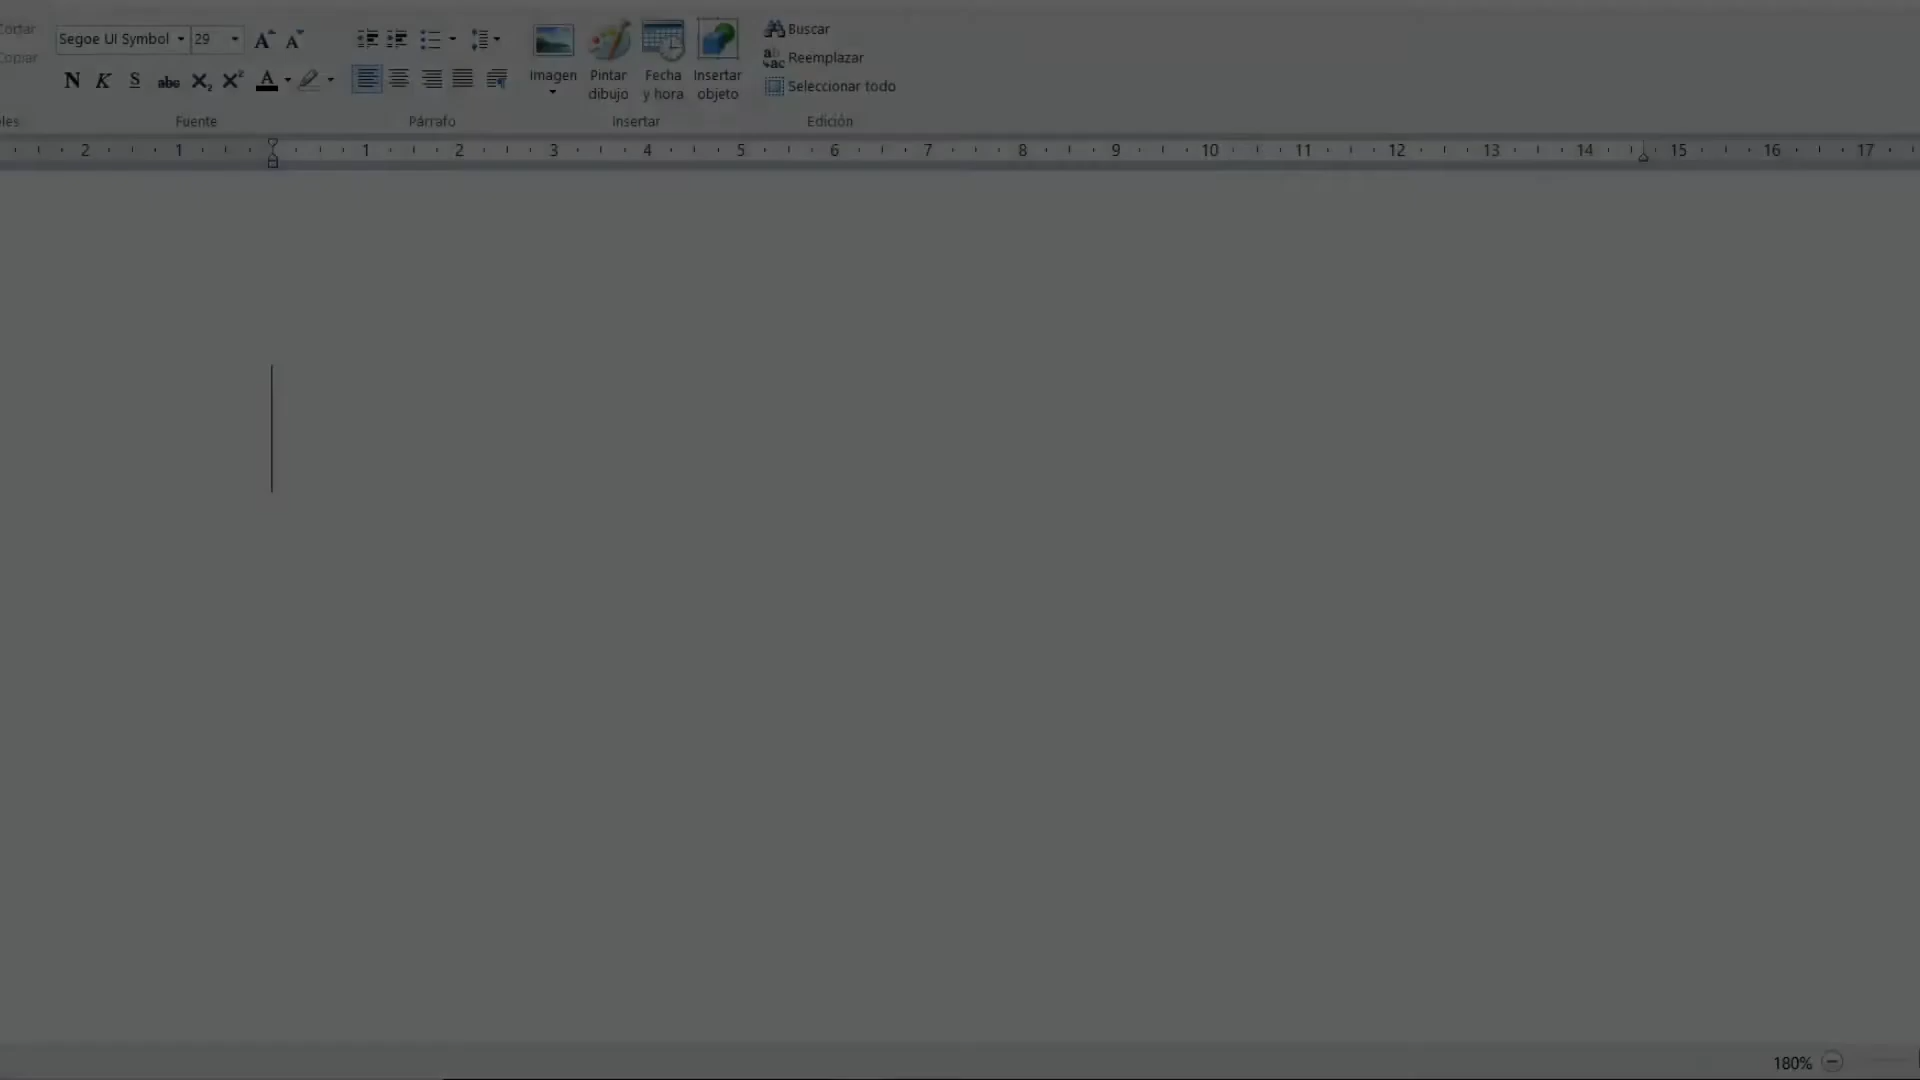 Cortar
Copiar
Segoe UI Symbol 29
N K S abc X₂ X² A
Imagen
Pintar dibujo
Fecha y hora
Insertar objeto
Buscar
Reemplazar
Seleccionar todo
Fuente Párrafo Insertar Edición
2 1 1 2 3 4 5 6 7 8 9 10 11 12 13 14 15 16 17
180%